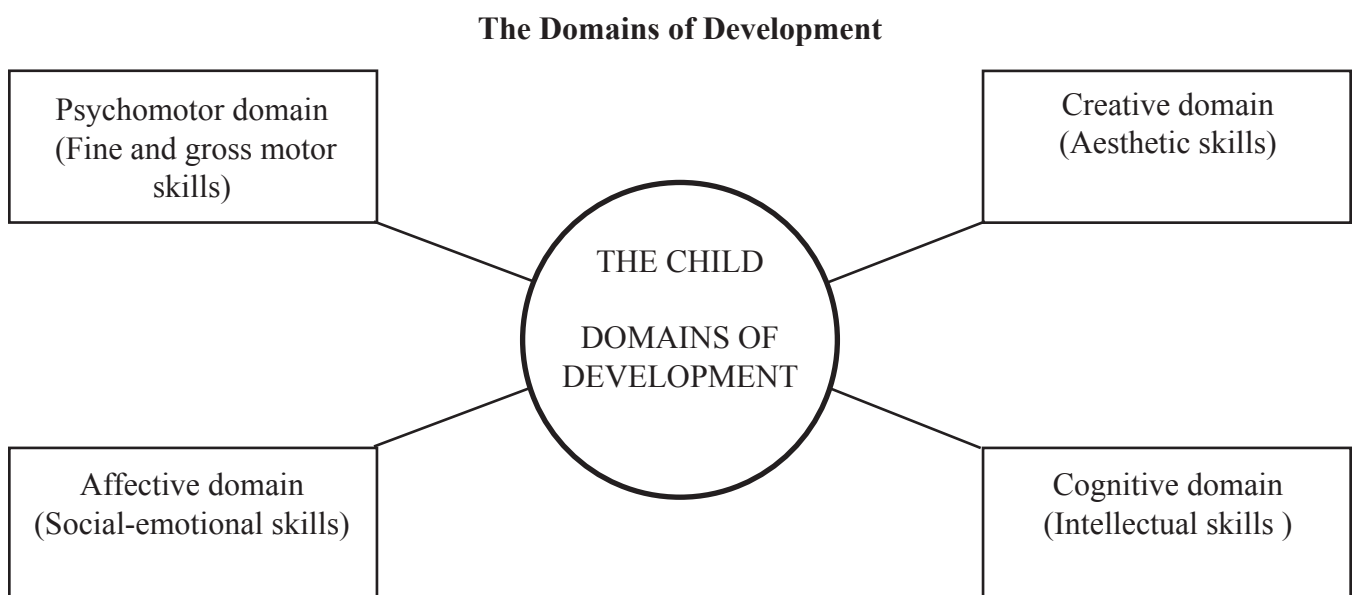 The Domains of Development
Psychomotor domain
(Fine and gross motor
skills)
Creative domain
(Aesthetic skills)
THE CHILD
DOMAINS OF
DEVELOPMENT
Affective domain
(Social-emotional skills)
Cognitive domain
(Intellectual skills )